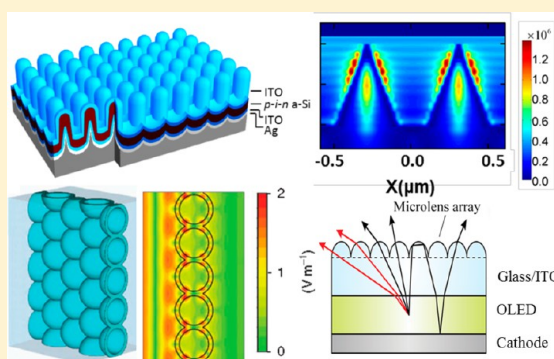 ITO
p-i-n a-Si
ITO
Ag
×10⁶
1.2
1.0
0.8
0.6
0.4
0.2
0
-0.5
0.0
0.5
X(μm)
2
1
0
(V m⁻¹)
Microlens array
Glass/ITO
OLED
Cathode